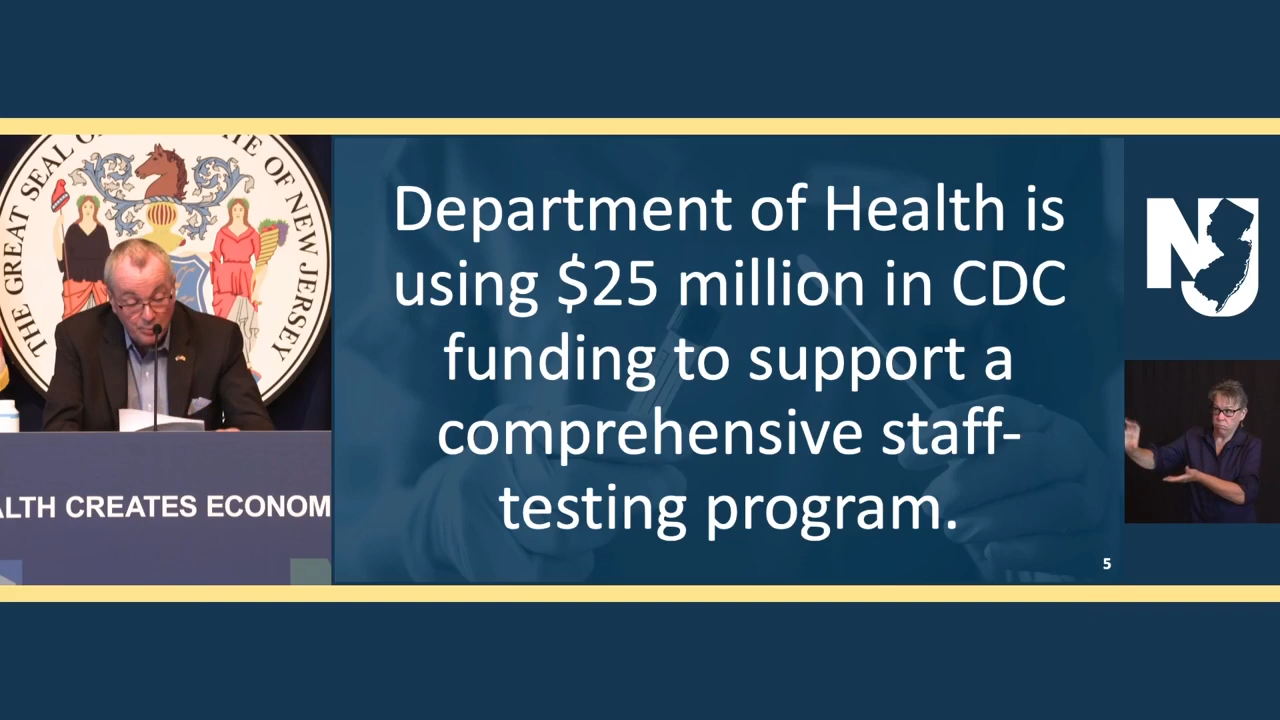 THE GREAT SEAL O
TE OF NEW JERSEY
ALTH CREATES ECONOM
Department of Health is
using $25 million in CDC
funding to support a
comprehensive staff-
testing program.
5
NJ